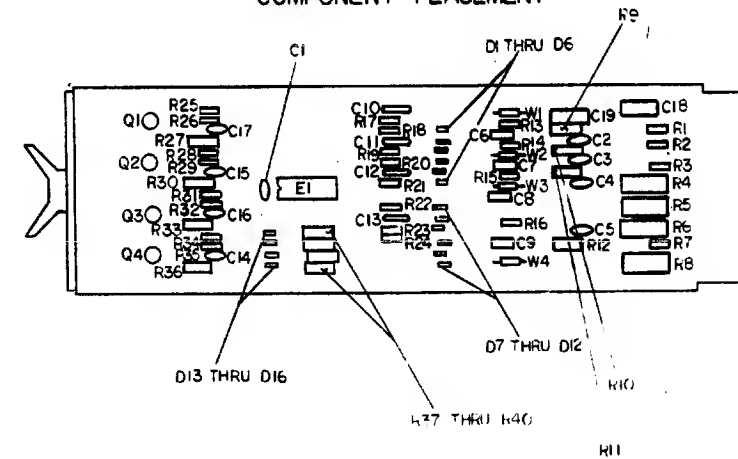 COMPONENT PLACEMENT
R9
C1
D1 THRU D6
R25
R26
Q1
C17
R27
R28
Q2
R29
C15
R30
R31
R32
Q3
C16
R33
R34
Q4
R35
C14
R36
E1
C10
R17
R18
C11
R19
R20
C12
R21
R22
C13
R23
R24
W1
R13
C6
R14
W2
C7
R15
W3
C8
R16
C9
W4
C19
C2
C3
C4
C5
R12
C18
R1
R2
R3
R4
R5
R6
R7
R8
D13 THRU D16
D7 THRU D12
R37 THRU R40
R10
R11